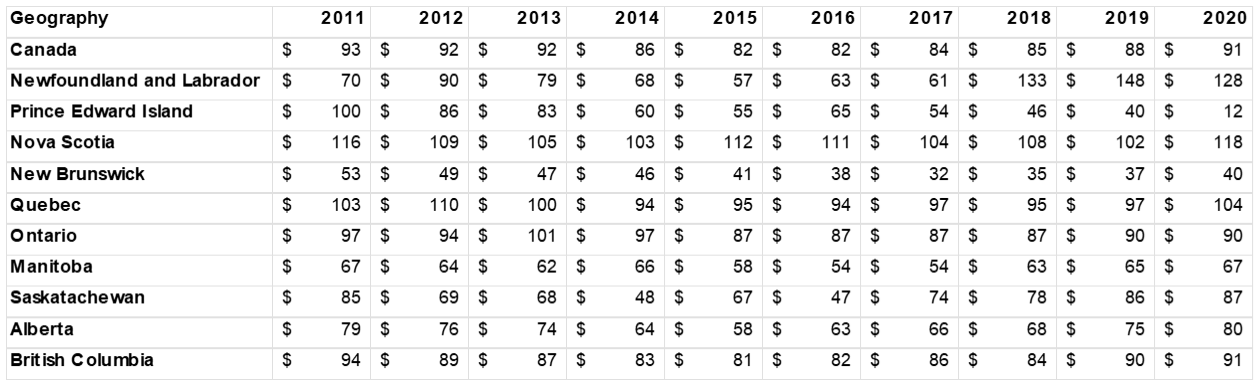 Geography 2011 2012 2013 2014 2015 2016 2017 2018 2019 2020
Canada $ 93 $ 92 $ 92 $ 86 $ 82 $ 82 $ 84 $ 85 $ 88 $ 91
Newfoundland and Labrador $ 70 $ 90 $ 79 $ 68 $ 57 $ 63 $ 61 $ 133 $ 148 $ 128
Prince Edward Island $ 100 $ 86 $ 83 $ 60 $ 55 $ 65 $ 54 $ 46 $ 40 $ 12
Nova Scotia $ 116 $ 109 $ 105 $ 103 $ 112 $ 111 $ 104 $ 108 $ 102 $ 118
New Brunswick $ 53 $ 49 $ 47 $ 46 $ 41 $ 38 $ 32 $ 35 $ 37 $ 40
Quebec $ 103 $ 110 $ 100 $ 94 $ 95 $ 94 $ 97 $ 95 $ 97 $ 104
Ontario $ 97 $ 94 $ 101 $ 97 $ 87 $ 87 $ 87 $ 87 $ 90 $ 90
Manitoba $ 67 $ 64 $ 62 $ 66 $ 58 $ 54 $ 54 $ 63 $ 65 $ 67
Saskatachewan $ 85 $ 69 $ 68 $ 48 $ 67 $ 47 $ 74 $ 78 $ 86 $ 87
Alberta $ 79 $ 76 $ 74 $ 64 $ 58 $ 63 $ 66 $ 68 $ 75 $ 80
British Columbia $ 94 $ 89 $ 87 $ 83 $ 81 $ 82 $ 86 $ 84 $ 90 $ 91